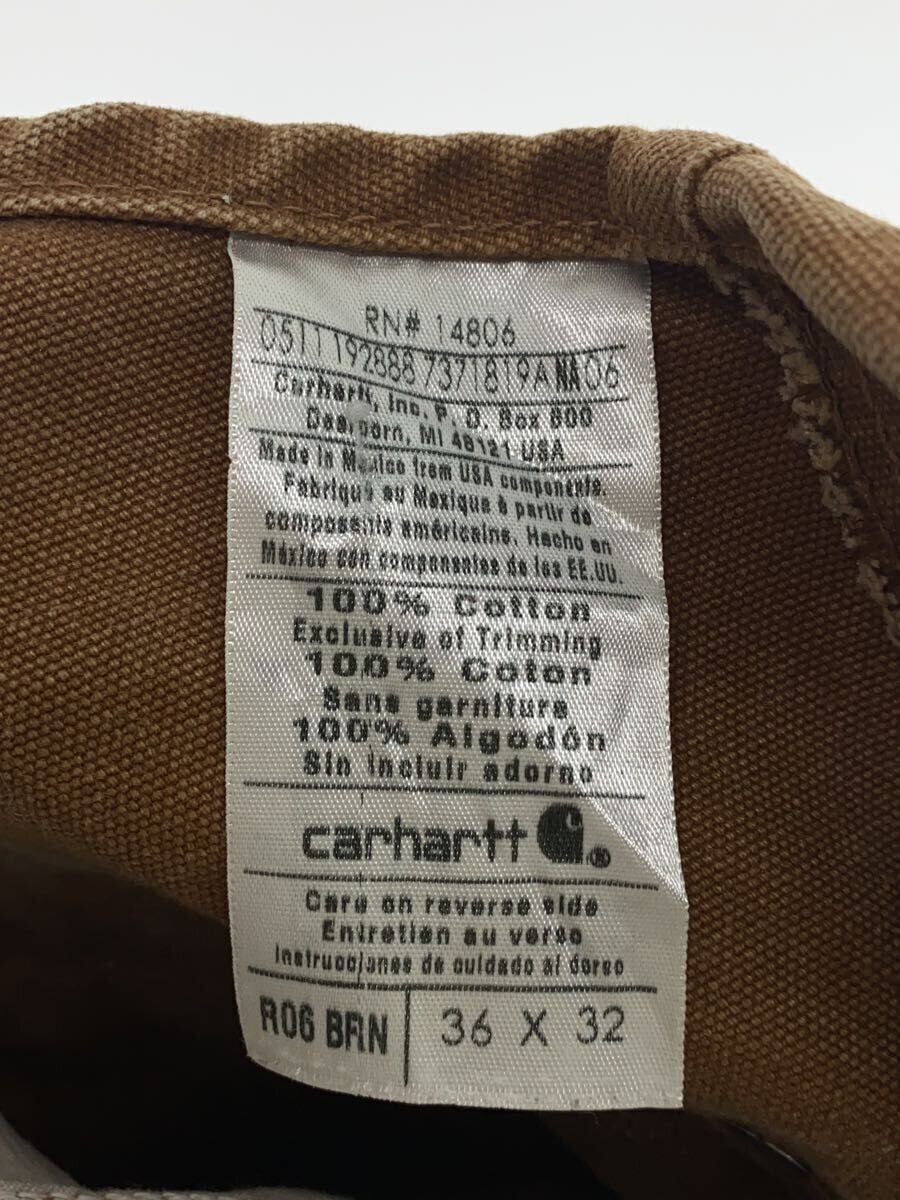 RN# 14806
0511192888 7371819A NA 06
Carhartt, Inc. P. O. Box 600
Dearborn, MI 48121 USA
Made in Mexico from USA components.
Fabriqué au Mexique à partir de
composants américains. Hecho en
México con componentes de los EE.UU.
100% Cotton
Exclusive of Trimming
100% Coton
Sans garniture
100% Algodón
Sin incluir adorno
carhartt ®
Care on reverse side
Entretien au verso
Instrucciones de cuidado al dorso
R06 BRN 36 X 32